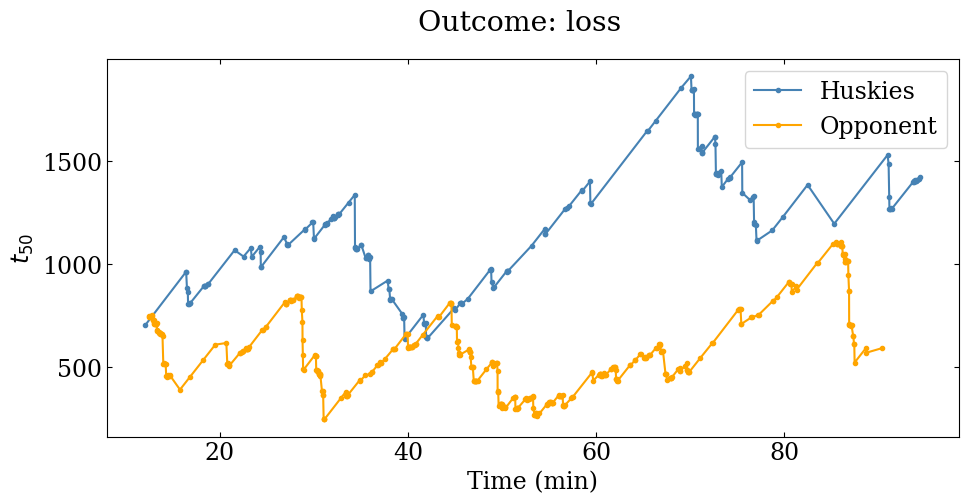 Outcome: loss
Huskies
Opponent
1500
1000
500
t₅₀
20 40 60 80
Time (min)